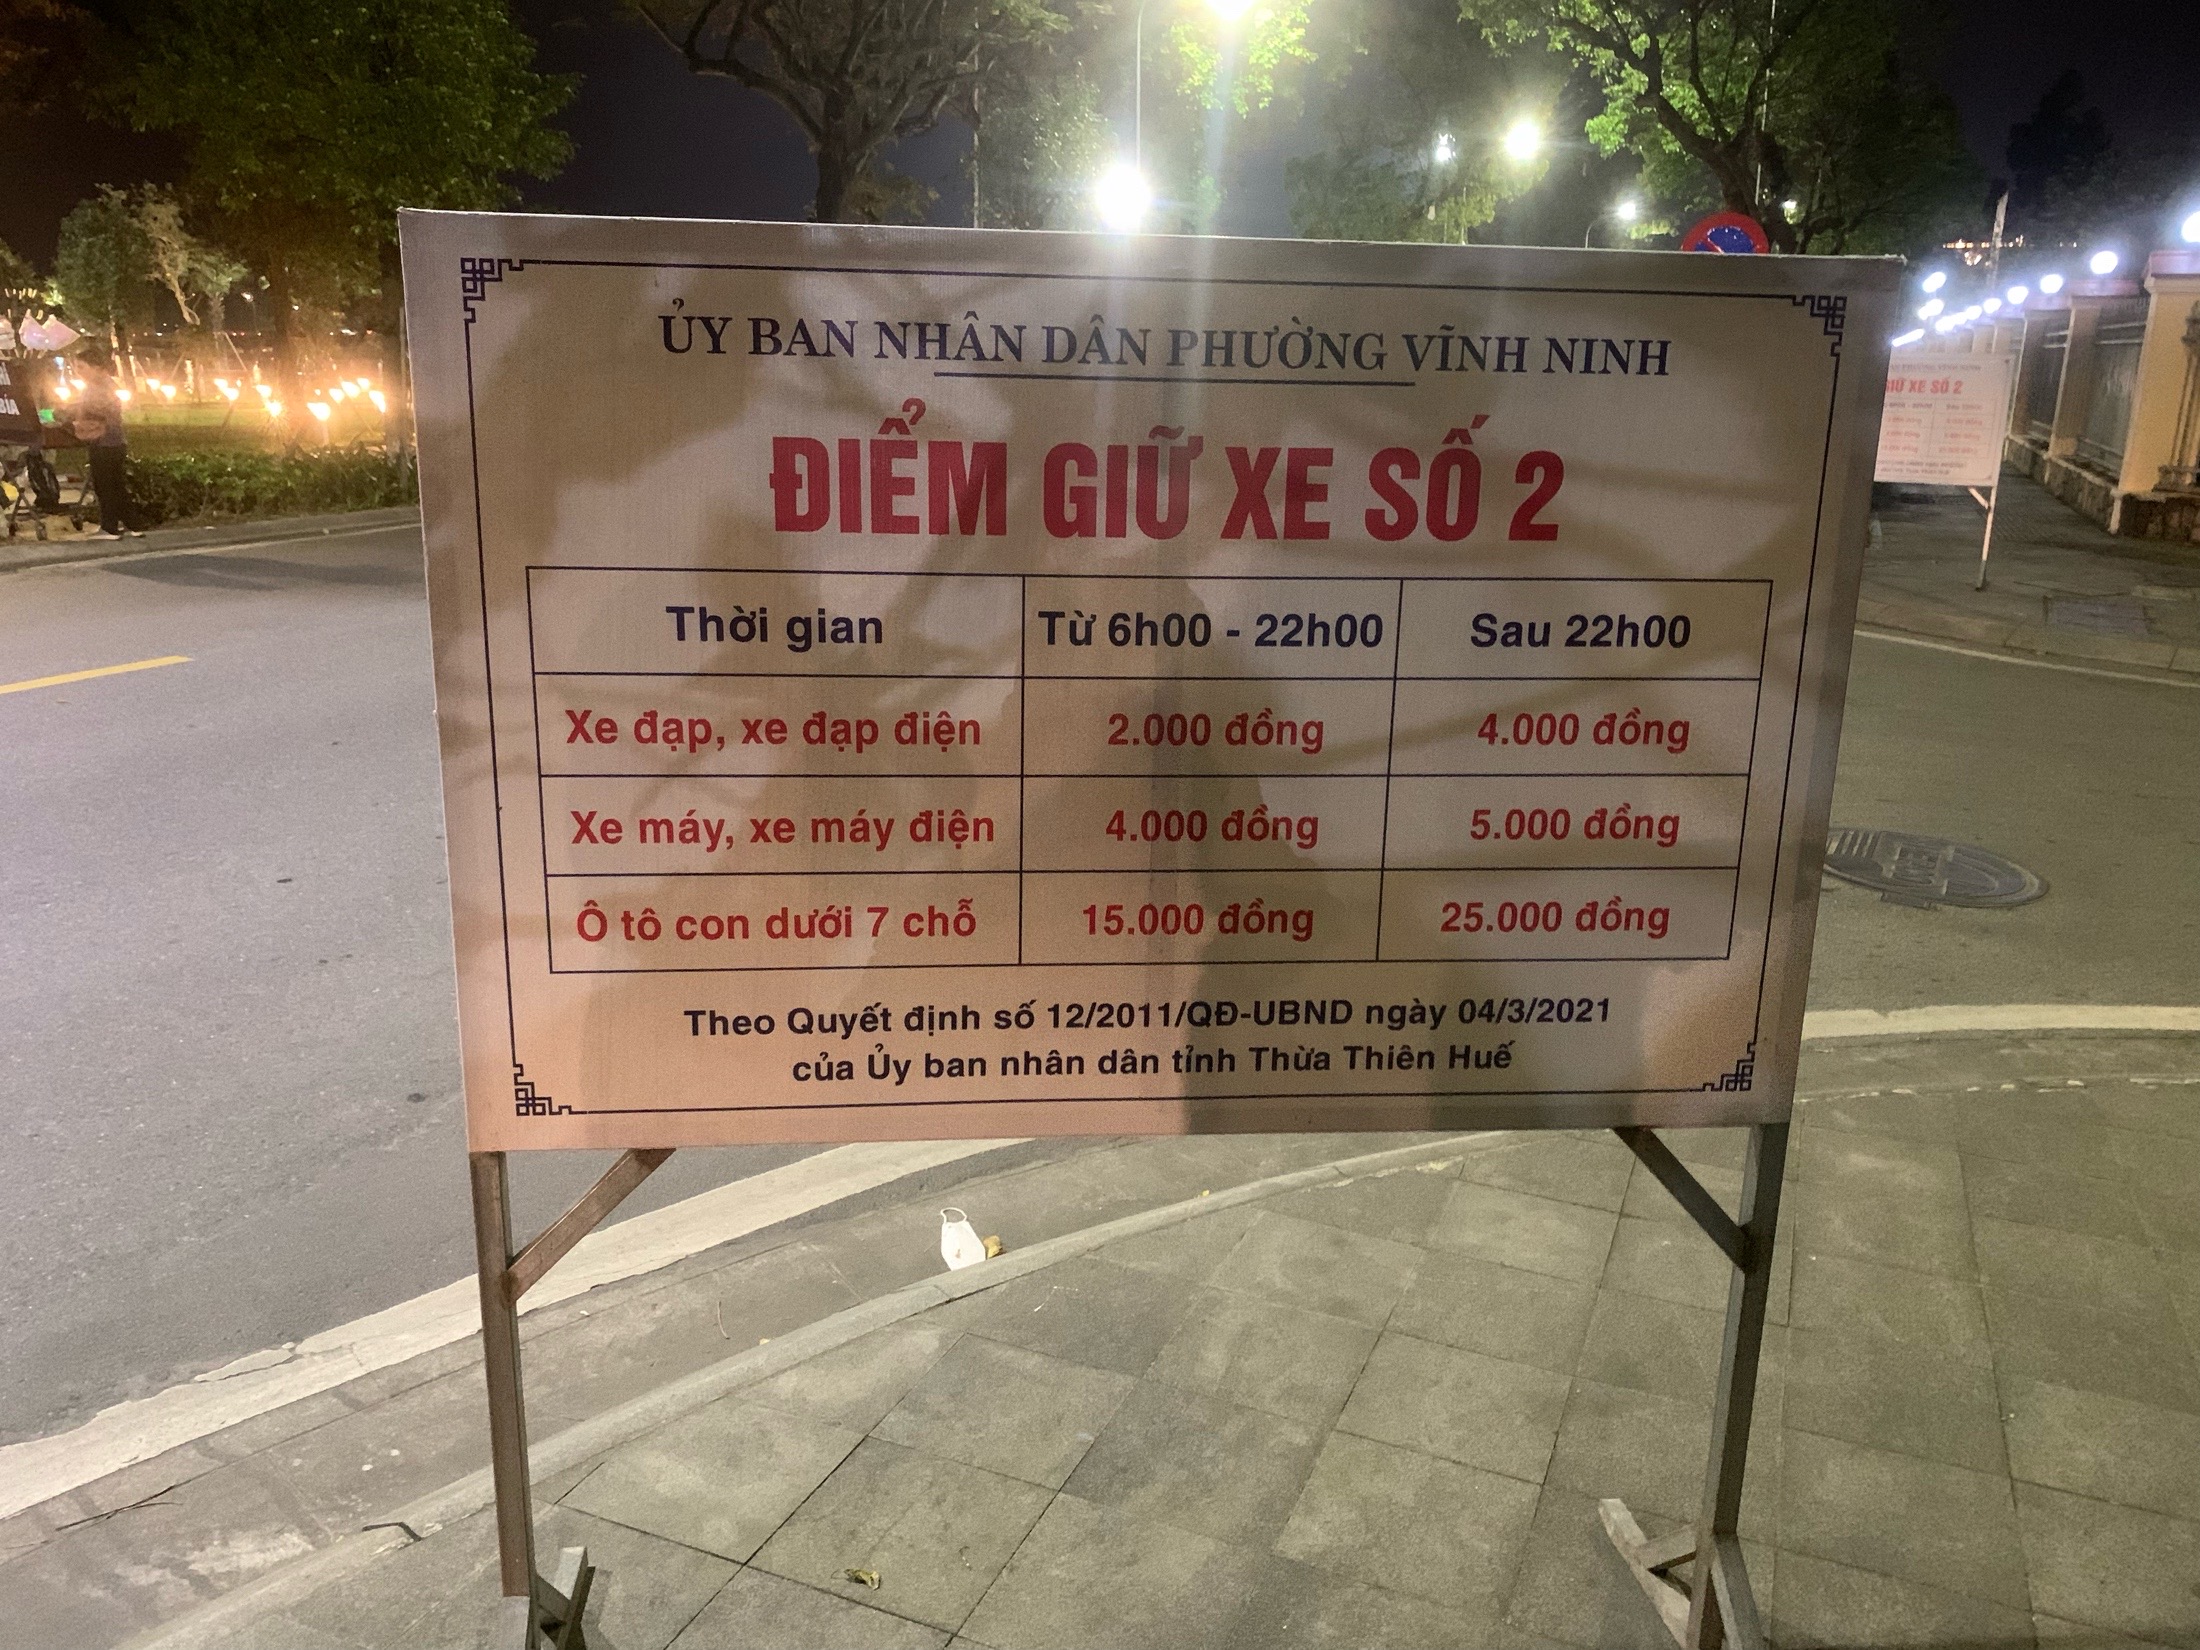 ỦY BAN NHÂN DÂN PHƯỜNG VĨNH NINH
ĐIỂM GIỮ XE SỐ 2
Thời gian Từ 6h00 - 22h00 Sau 22h00
Xe đạp, xe đạp điện 2.000 đồng 4.000 đồng
Xe máy, xe máy điện 4.000 đồng 5.000 đồng
Ô tô con dưới 7 chỗ 15.000 đồng 25.000 đồng
Theo Quyết định số 12/2011/QĐ-UBND ngày 04/3/2021
của Ủy ban nhân dân tỉnh Thừa Thiên Huế
XE SỐ 2